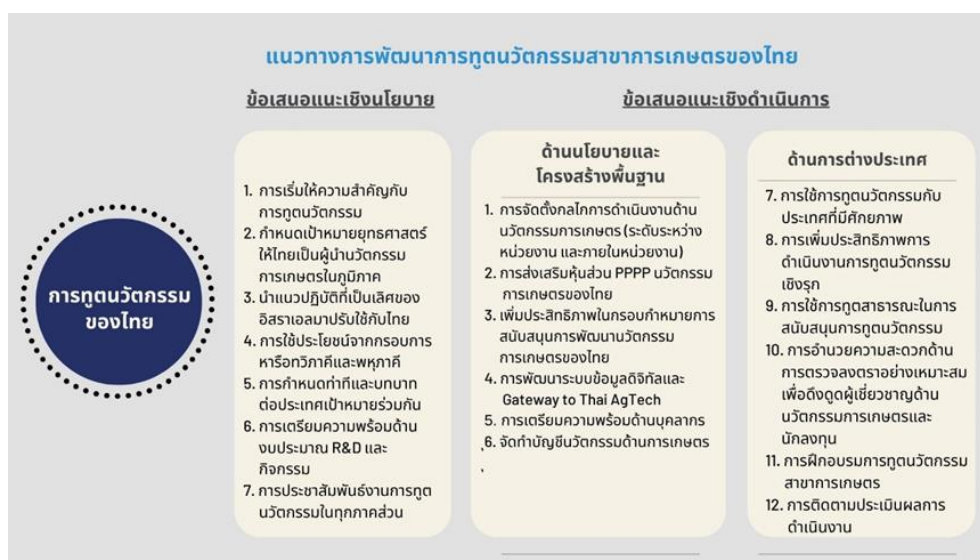 แนวทางการพัฒนาการทูตนวัตกรรมสาขาการเกษตรของไทย
การทูตนวัตกรรม
ของไทย
ข้อเสนอแนะเชิงนโยบาย
1. การเริ่มให้ความสำคัญกับ
การทูตนวัตกรรม
2. กำหนดเป้าหมายยุทธศาสตร์
ให้ไทยเป็นผู้นำนวัตกรรม
การเกษตรในภูมิภาค
3. นำแนวปฏิบัติที่เป็นเลิศของ
อิสราเอลมาปรับใช้กับไทย
4. การใช้ประโยชน์จากกรอบการ
หารือทวิภาคีและพหุภาคี
5. การกำหนดท่าทีและบทบาท
ต่อประเทศเป้าหมายร่วมกัน
6. การเตรียมความพร้อมด้าน
งบประมาณ R&D และ
กิจกรรม
7. การประชาสัมพันธ์งานการทูต
นวัตกรรมในทุกภาคส่วน
ข้อเสนอแนะเชิงดำเนินการ
ด้านนโยบายและ
โครงสร้างพื้นฐาน
1. การจัดตั้งกลไกการดำเนินงานด้าน
นวัตกรรมการเกษตร (ระดับระหว่าง
หน่วยงาน และภายในหน่วยงาน)
2. การส่งเสริมหุ้นส่วน PPPP นวัตกรรม
การเกษตรของไทย
3. เพิ่มประสิทธิภาพในกรอบกำหมายการ
สนับสนุนการพัฒนานวัตกรรม
การเกษตรของไทย
4. การพัฒนาระบบข้อมูลดิจิทัลและ
Gateway to Thai AgTech
5. การเตรียมความพร้อมด้านบุคลากร
6. จัดทำบัญชีนวัตกรรมด้านการเกษตร
ด้านการต่างประเทศ
7. การใช้การทูตนวัตกรรมกับ
ประเทศที่มีศักยภาพ
8. การเพิ่มประสิทธิภาพการ
ดำเนินงานการทูตนวัตกรรม
เชิงรุก
9. การใช้การทูตสาธารณะในการ
สนับสนุนการทูตนวัตกรรม
10. การอำนวยความสะดวกด้าน
การตรวจลงตราอย่างเหมาะสม
เพื่อดึงดูดผู้เชี่ยวชาญด้าน
นวัตกรรมการเกษตรและ
นักลงทุน
11. การฝึกอบรมการทูตนวัตกรรม
สาขาการเกษตร
12. การติดตามประเมินผลการ
ดำเนินงาน